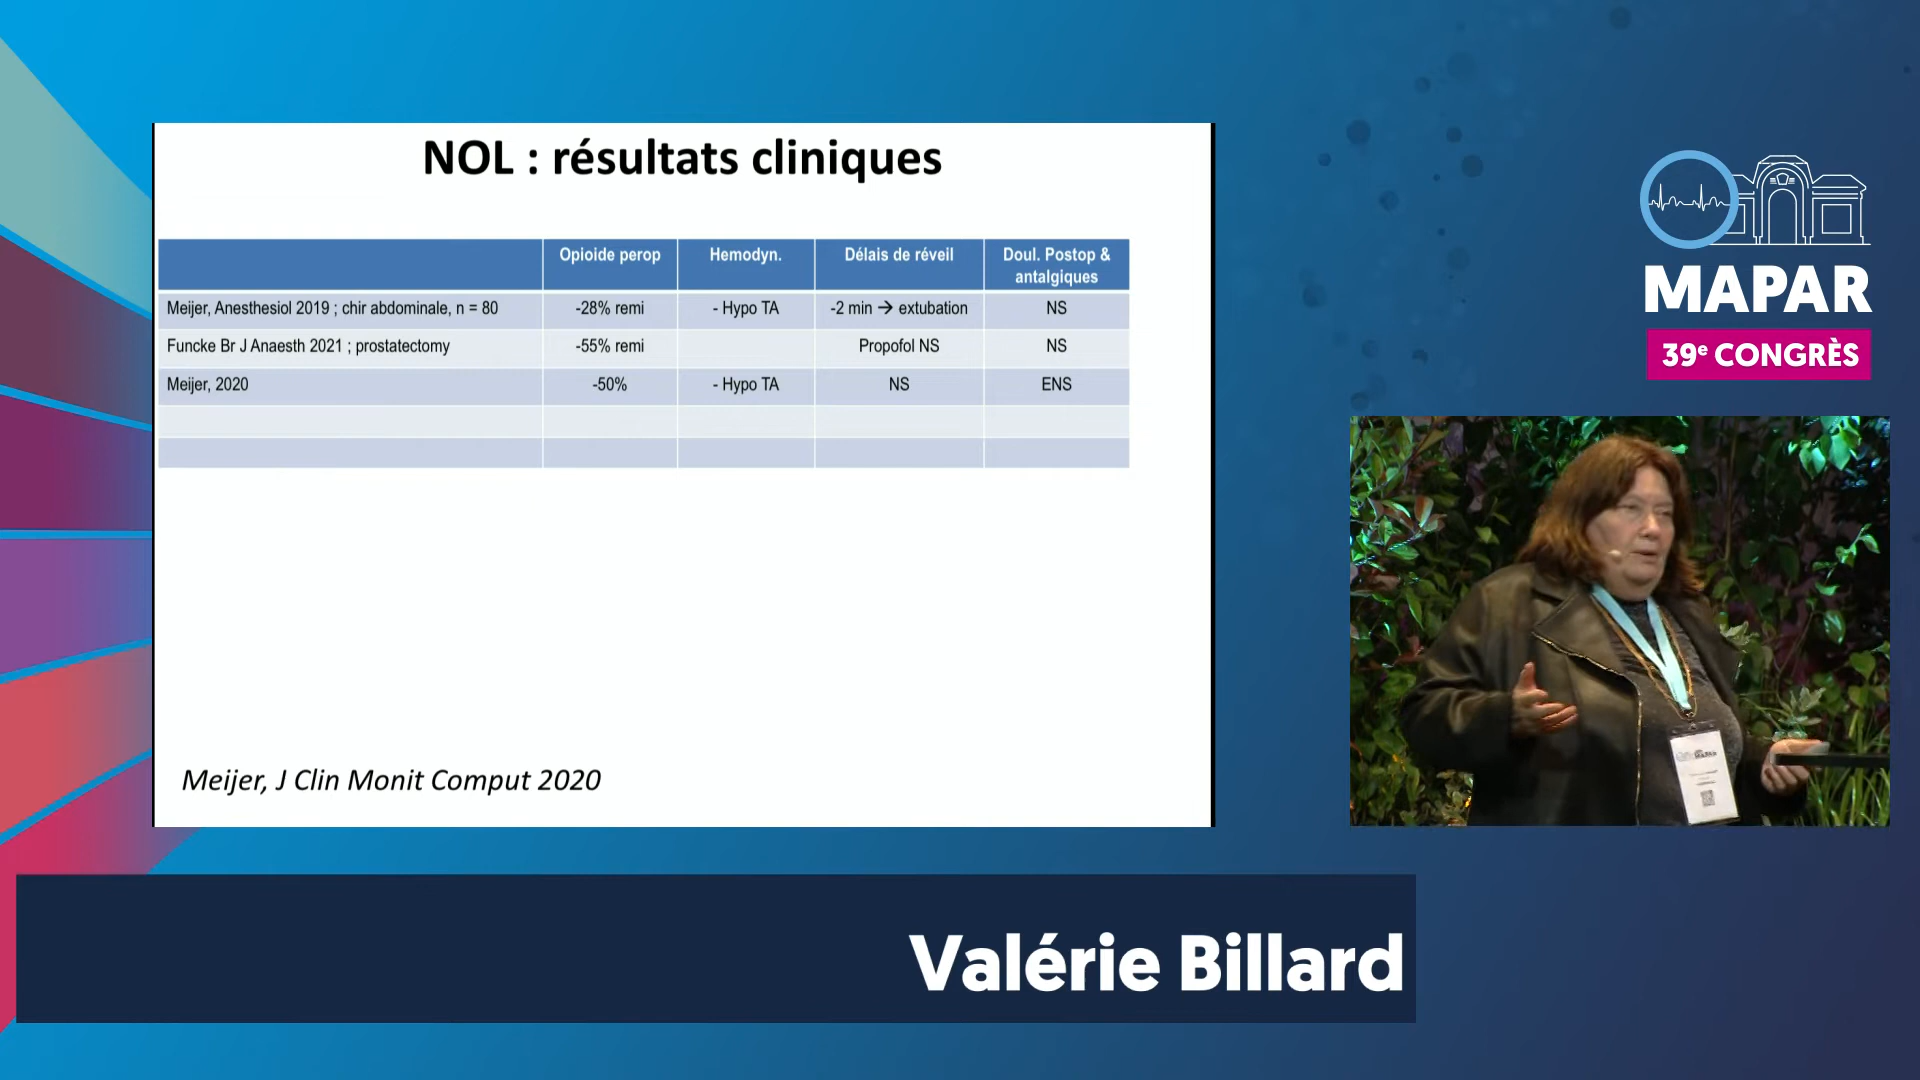 NOL : résultats cliniques
Opioide perop
Hemodyn.
Délais de réveil
Doul. Postop &
antalgiques
Meijer, Anesthesiol 2019 ; chir abdominale, n = 80
-28% remi
- Hypo TA
-2 min → extubation
NS
Funcke Br J Anaesth 2021 ; prostatectomy
-55% remi
Propofol NS
NS
Meijer, 2020
-50%
- Hypo TA
NS
ENS
Meijer, J Clin Monit Comput 2020
MAPAR
39e CONGRÈS
Valérie Billard